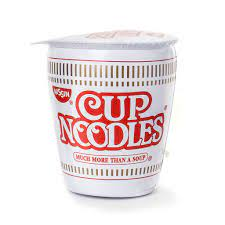 NISSIN
CUP
NOODLES
MUCH MORE THAN A SOUP